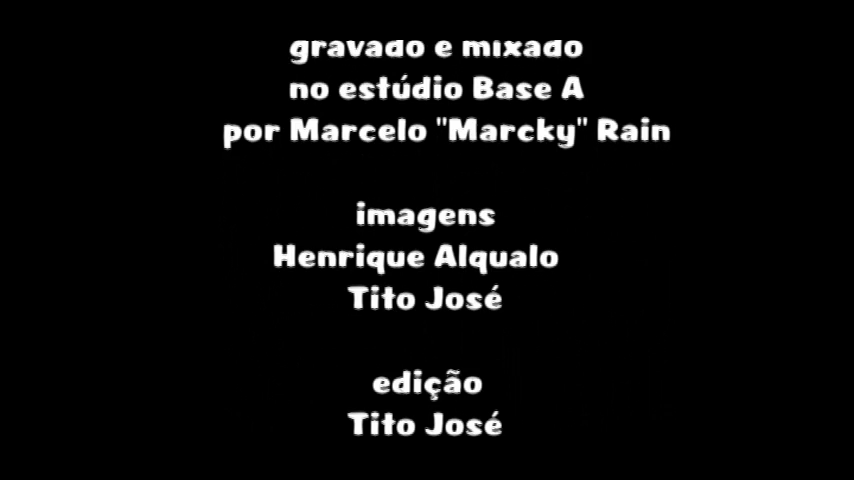 gravado e mixado
no estúdio Base A
por Marcelo "Marcky" Rain
imagens
Henrique Alqualo
Tito José
edição
Tito José